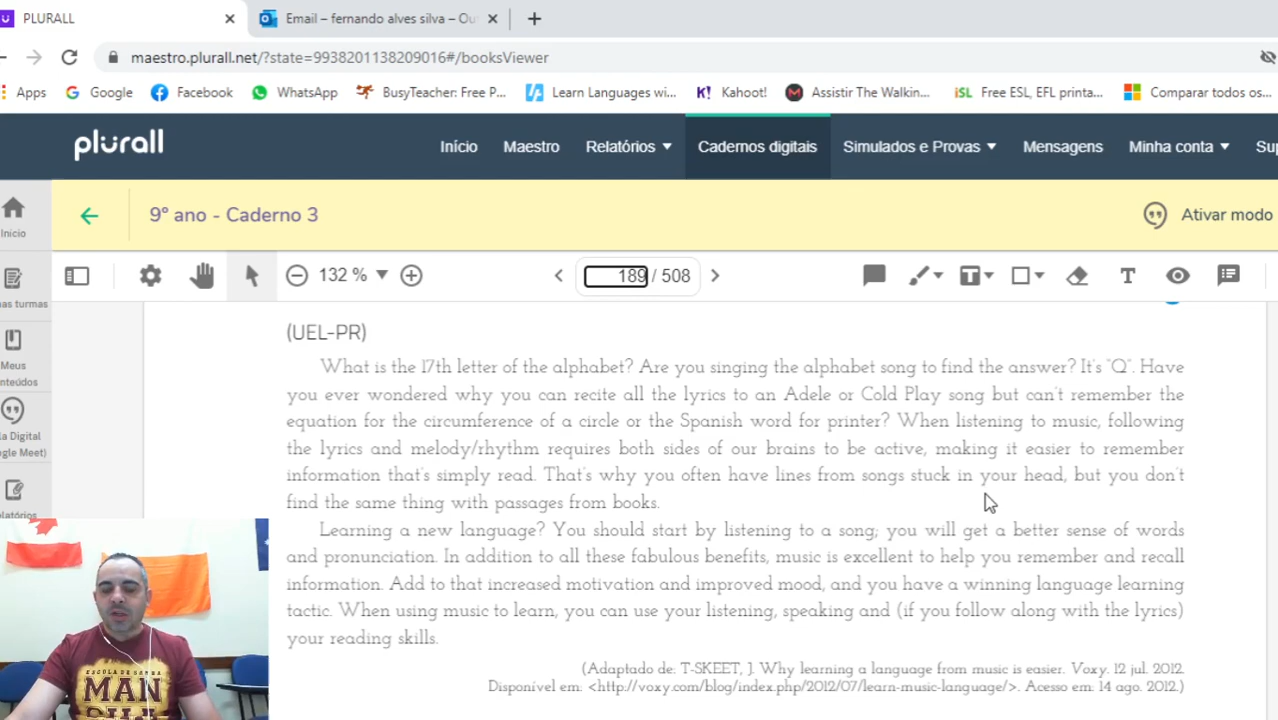 PLURALL
Email – fernando alves silva – Ou
maestro.plurall.net/?state=9938201138209016#/booksViewer
Apps Google Facebook WhatsApp BusyTeacher: Free P... Learn Languages wi... Kahoot! Assistir The Walkin... iSL Free ESL, EFL printa... Comparar todos os...
plurall Início Maestro Relatórios Cadernos digitais Simulados e Provas Mensagens Minha conta Sup
9º ano - Caderno 3 Ativar modo
Inicio
132 % 189 / 508
nas turmas
Meus
nteúdos
la Digital
gle Meet)
latórios
(UEL-PR)
What is the 17th letter of the alphabet? Are you singing the alphabet song to find the answer? It's "Q". Have
you ever wondered why you can recite all the lyrics to an Adele or Cold Play song but can't remember the
equation for the circumference of a circle or the Spanish word for printer? When listening to music, following
the lyrics and melody/rhythm requires both sides of our brains to be active, making it easier to remember
information that's simply read. That's why you often have lines from songs stuck in your head, but you don't
find the same thing with passages from books.
Learning a new language? You should start by listening to a song; you will get a better sense of words
and pronunciation. In addition to all these fabulous benefits, music is excellent to help you remember and recall
information. Add to that increased motivation and improved mood, and you have a winning language learning
tactic. When using music to learn, you can use your listening, speaking and (if you follow along with the lyrics)
your reading skills.
(Adaptado de: T-SKEET, J. Why learning a language from music is easier. Voxy. 12 jul. 2012.
Disponível em: <http://voxy.com/blog/index.php/2012/07/learn-music-language/>. Acesso em: 14 ago. 2012.)
ESCOLA DE SAMBA
MAN